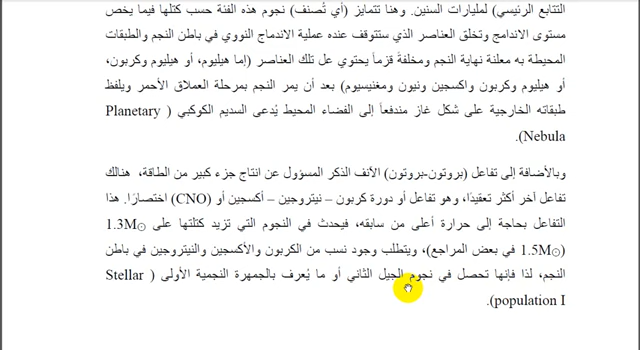 التتابع الرئيسي) لمليارات السنين. وهنا تتمايز (أي تُصنف) نجوم هذه الفئة حسب كتلها فيما يخص
مستوى الاندامج وتخلق العناصر الذي ستتوقف عنده عملية الاندماج النووي في باطن النجم والطبقات
المحيطة به معلنة نهاية النجم ومخلفةً قزماً يحتوي عل تلك العناصر (إما هيليوم، أو هيليوم وكربون،
أو هيليوم وكربون واكسجين ونيون ومغنيسيوم) بعد أن يمر النجم بمرحلة العملاق الأحمر ويلفظ
طبقاته الخارجية على شكل غاز مندفعاً إلى الفضاء المحيط يُدعى السديم الكوكبي (Planetary
Nebula).
وبالأضافة إلى تفاعل (بروتون-بروتون) الآنف الذكر المسؤول عن انتاج جزء كبير من الطاقة، هنالك
تفاعل آخر أكثر تعقيدًا، وهو تفاعل أو دورة كربون – نيتروجين – أكسجين أو (CNO) اختصارًا. هذا
التفاعل بحاجة إلى حرارة أعلى من سابقه، فيحدث في النجوم التي تزيد كتلتها على 1.3M⊙
(1.5M⊙ في بعض المراجع)، ويتطلب وجود نسب من الكربون والأكسجين والنيتروجين في باطن
النجم، لذا فإنها تحصل في نجوم الجيل الثاني أو ما يُعرف بالجمهرة النجمية الأولى (Stellar
population I).